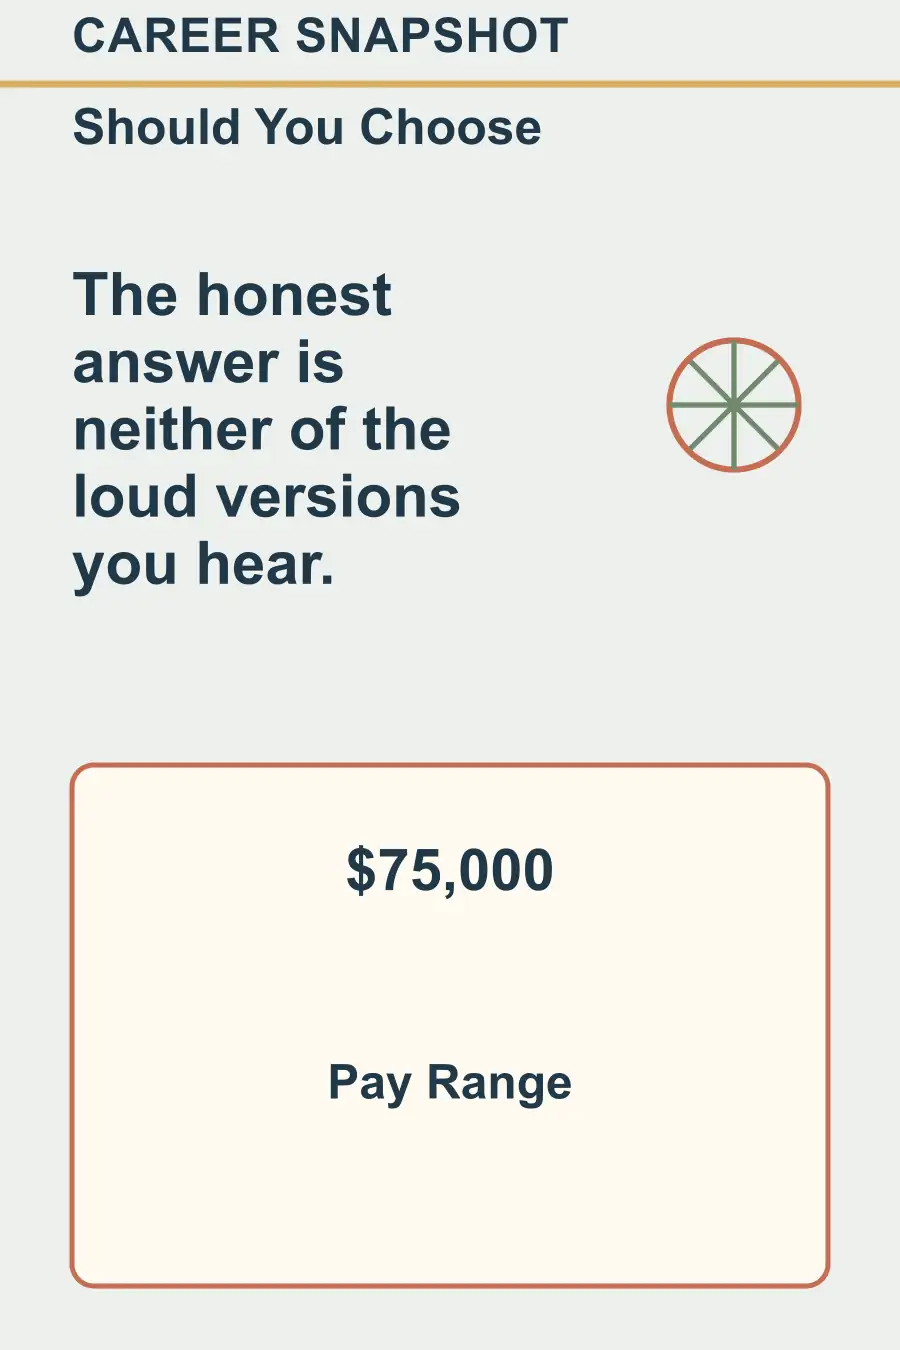 CAREER SNAPSHOT
Should You Choose
The honest
answer is
neither of the
loud versions
you hear.
$75,000
Pay Range